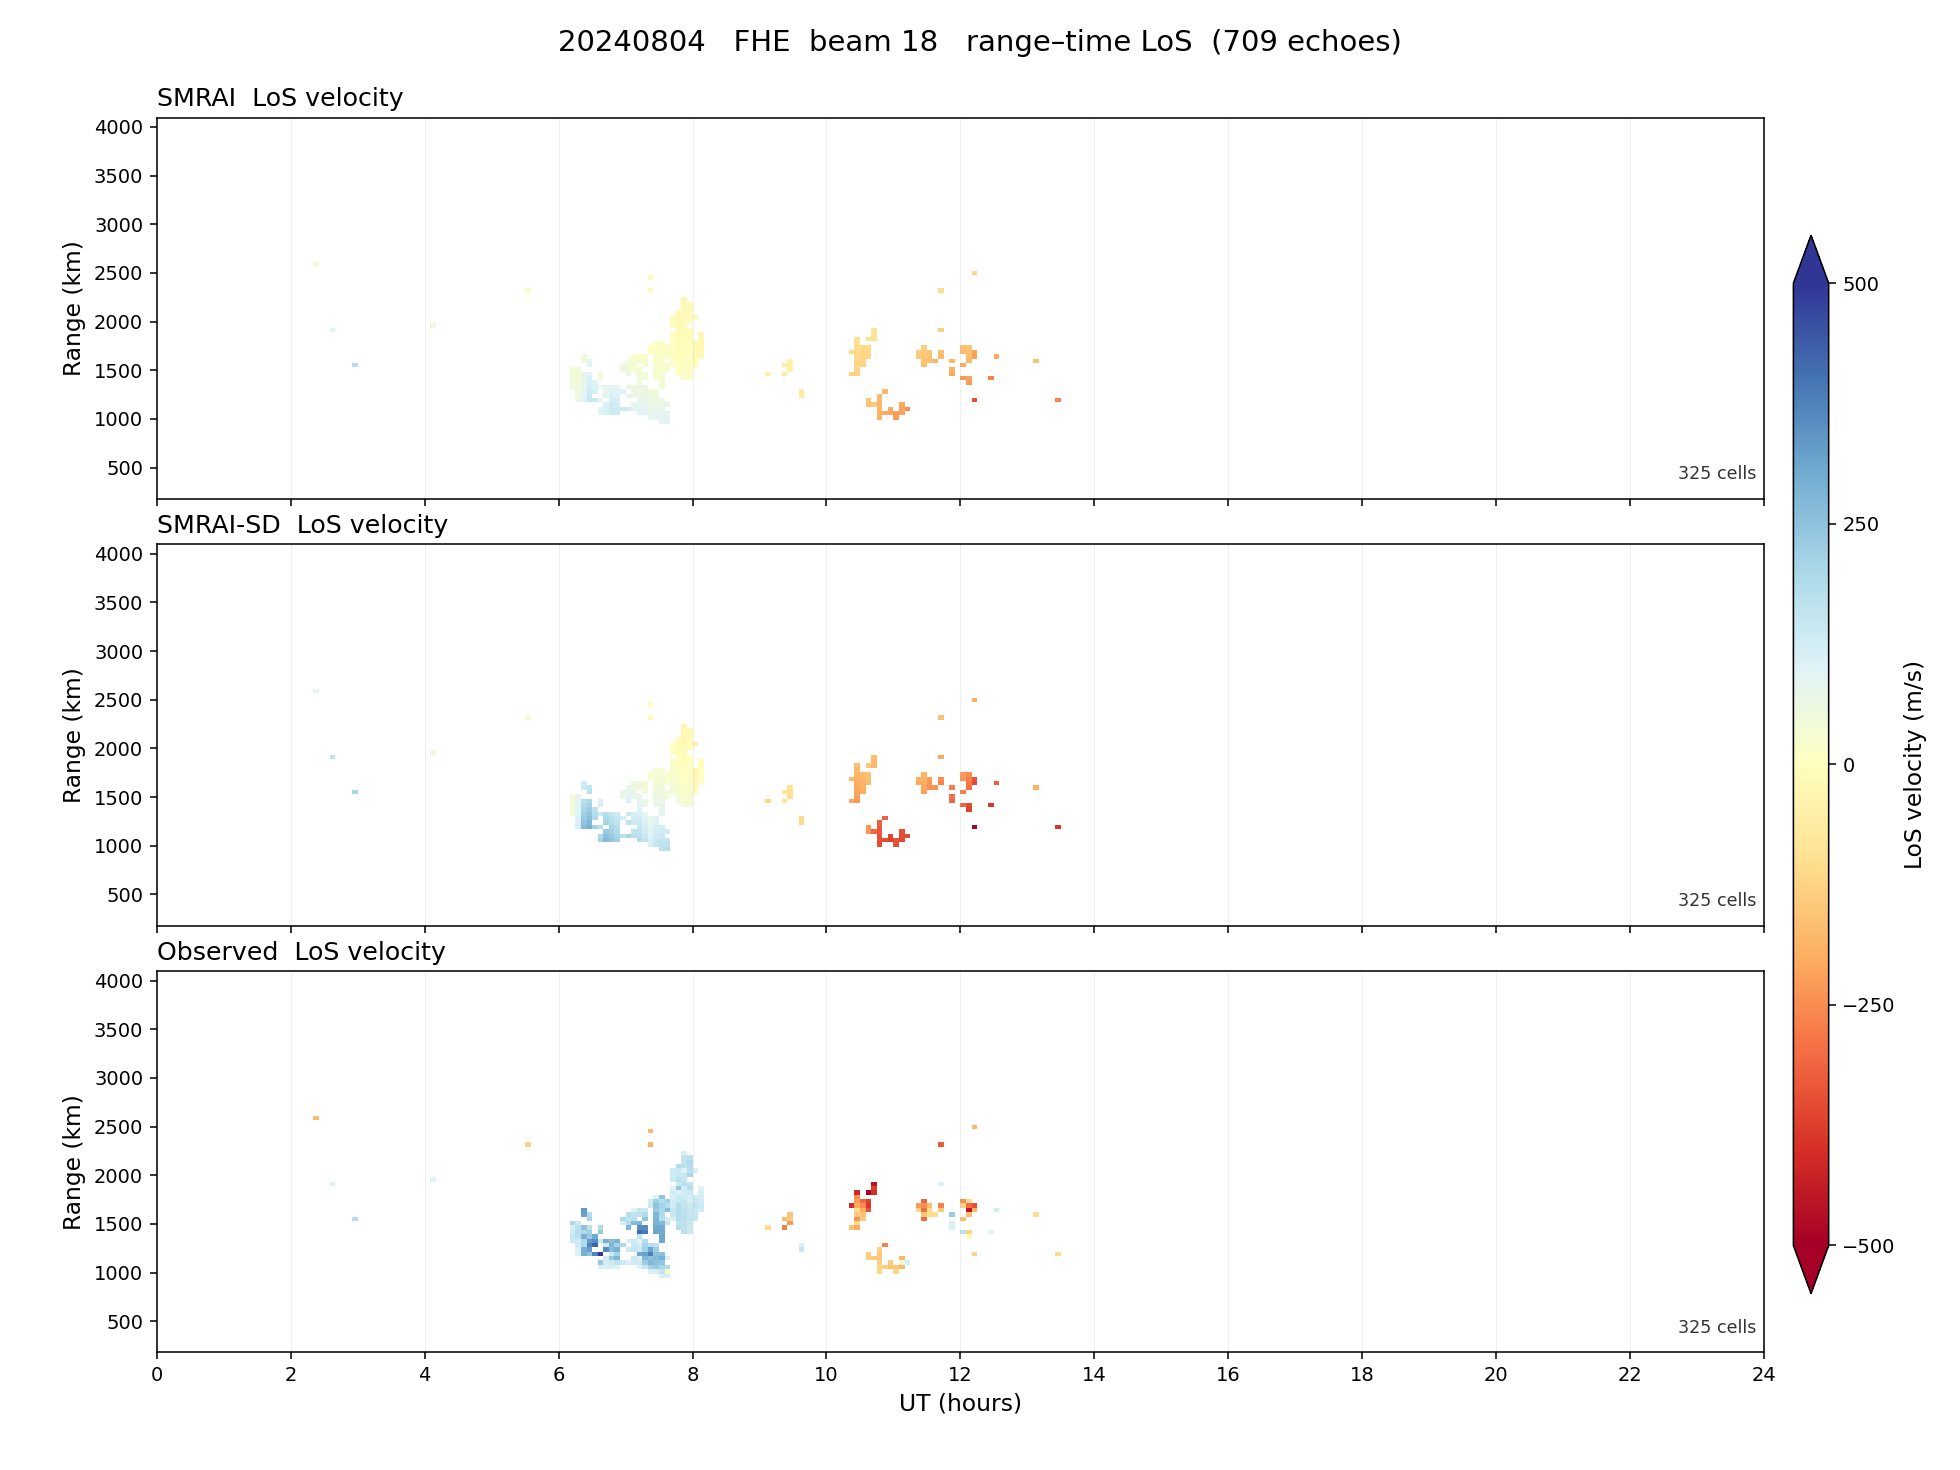 20240804   FHE  beam 18   range–time LoS  (709 echoes)
SMRAI  LoS velocity
4000
3500
3000
2500
2000
1500
1000
500
Range (km)
325 cells
SMRAI-SD  LoS velocity
4000
3500
3000
2500
2000
1500
1000
500
Range (km)
325 cells
Observed  LoS velocity
4000
3500
3000
2500
2000
1500
1000
500
Range (km)
325 cells
0 2 4 6 8 10 12 14 16 18 20 22 24
UT (hours)
500
250
0
−250
−500
LoS velocity (m/s)